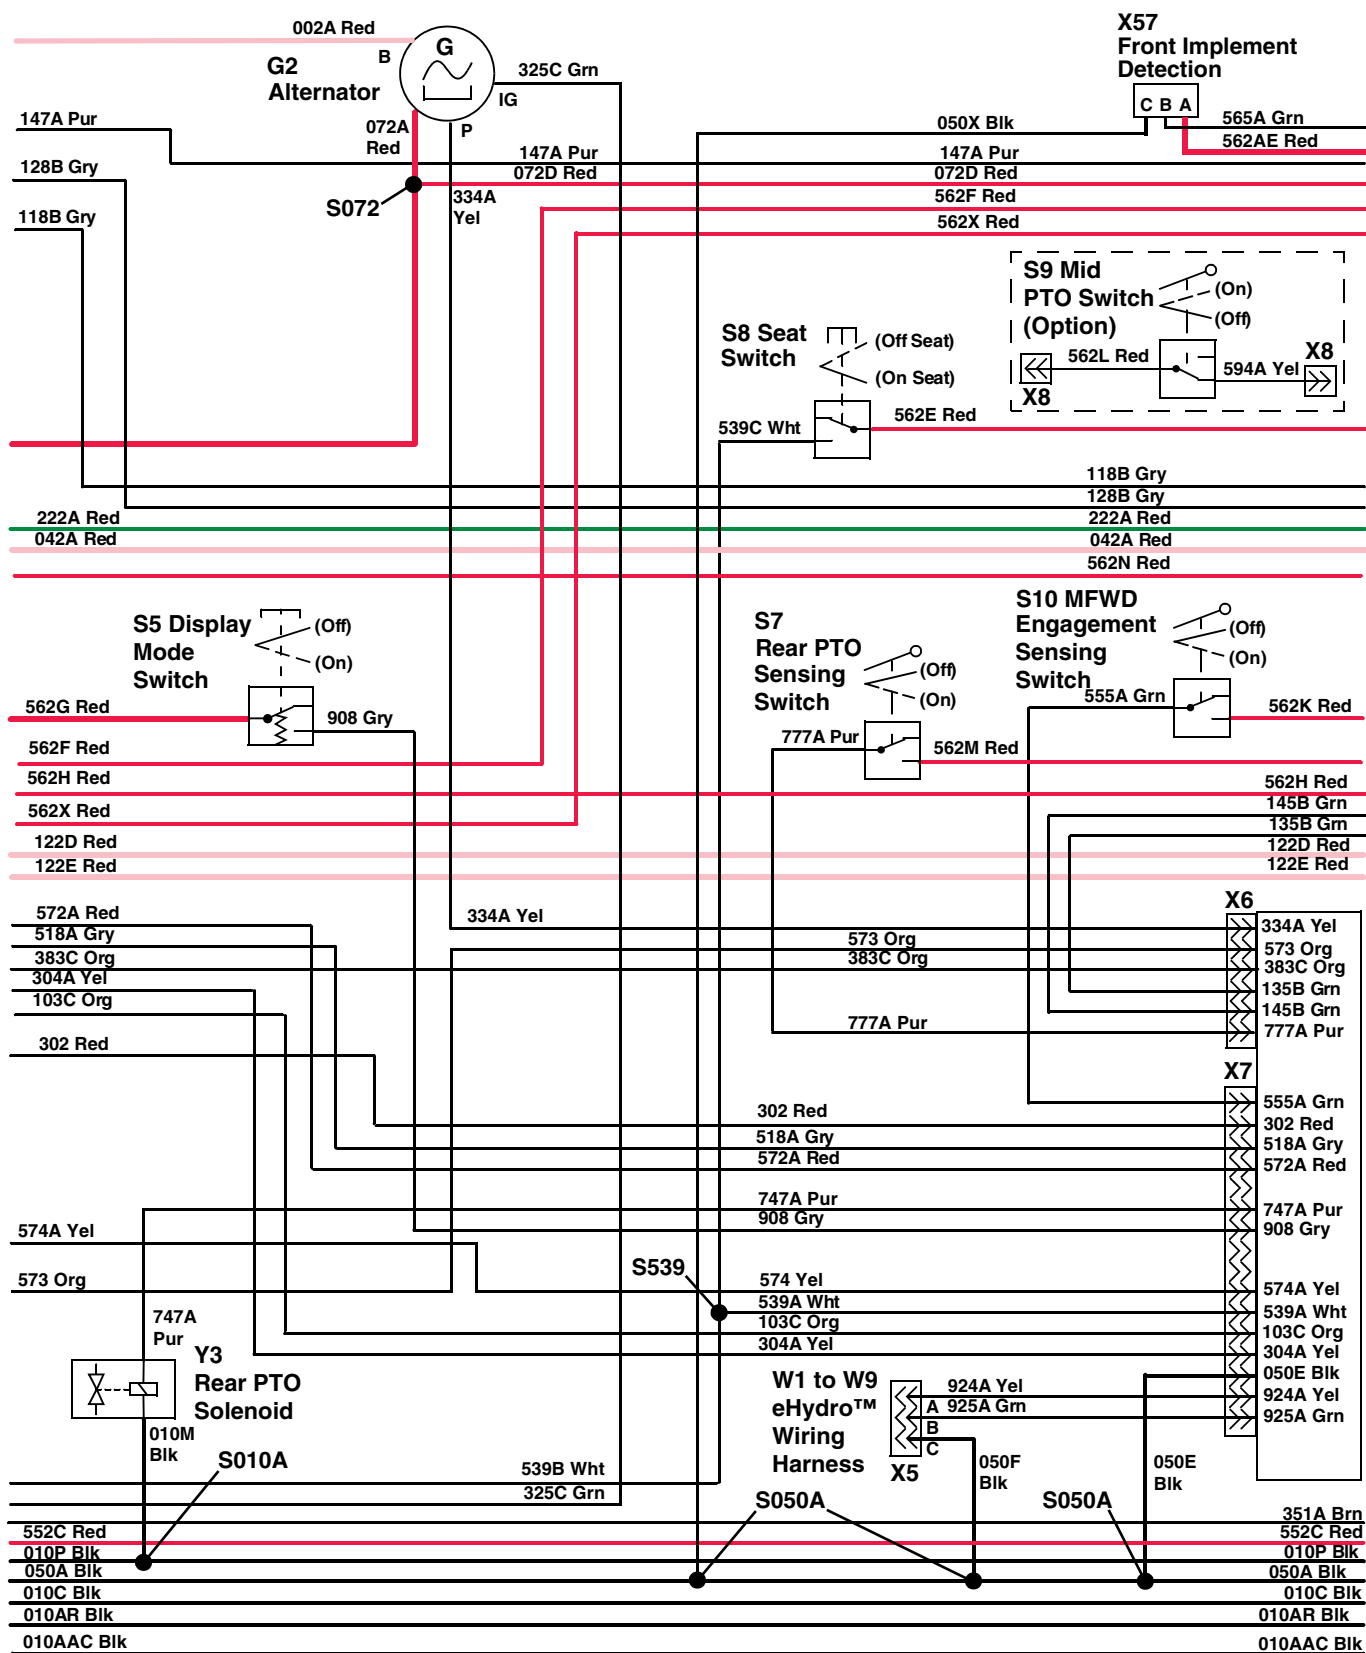 002A Red
B
G
G2
Alternator
325C Grn
IG
P
072A
Red
X57
Front Implement
Detection
C B A
050X Blk
565A Grn
562AE Red
147A Pur
147A Pur
147A Pur
128B Gry
072D Red
072D Red
S072
334A
Yel
562F Red
118B Gry
562X Red
S9 Mid
PTO Switch
(Option)
(On)
(Off)
562L Red
X8
594A Yel
X8
S8 Seat
Switch
(Off Seat)
(On Seat)
539C Wht
562E Red
118B Gry
128B Gry
222A Red
222A Red
042A Red
042A Red
562N Red
S5 Display
Mode
Switch
(Off)
(On)
S7
Rear PTO
Sensing
Switch
(Off)
(On)
S10 MFWD
Engagement
Sensing
Switch
(Off)
(On)
562G Red
908 Gry
555A Grn
562K Red
777A Pur
562M Red
562F Red
562H Red
562H Red
562X Red
145B Grn
135B Grn
122D Red
122D Red
122E Red
122E Red
X6
572A Red
334A Yel
334A Yel
518A Gry
573 Org
573 Org
383C Org
383C Org
383C Org
304A Yel
135B Grn
103C Org
145B Grn
777A Pur
777A Pur
302 Red
X7
555A Grn
302 Red
302 Red
518A Gry
518A Gry
572A Red
572A Red
747A Pur
747A Pur
908 Gry
908 Gry
574A Yel
S539
573 Org
574 Yel
574A Yel
539A Wht
539A Wht
103C Org
103C Org
304A Yel
304A Yel
747A
Pur
Y3
Rear PTO
Solenoid
050E Blk
W1 to W9
eHydro™
Wiring
Harness
924A Yel
924A Yel
A
925A Grn
925A Grn
B
C
X5
010M
Blk
S010A
539B Wht
325C Grn
050F
Blk
050E
Blk
S050A
S050A
351A Brn
552C Red
552C Red
010P Blk
010P Blk
050A Blk
050A Blk
010C Blk
010C Blk
010AR Blk
010AR Blk
010AAC Blk
010AAC Blk